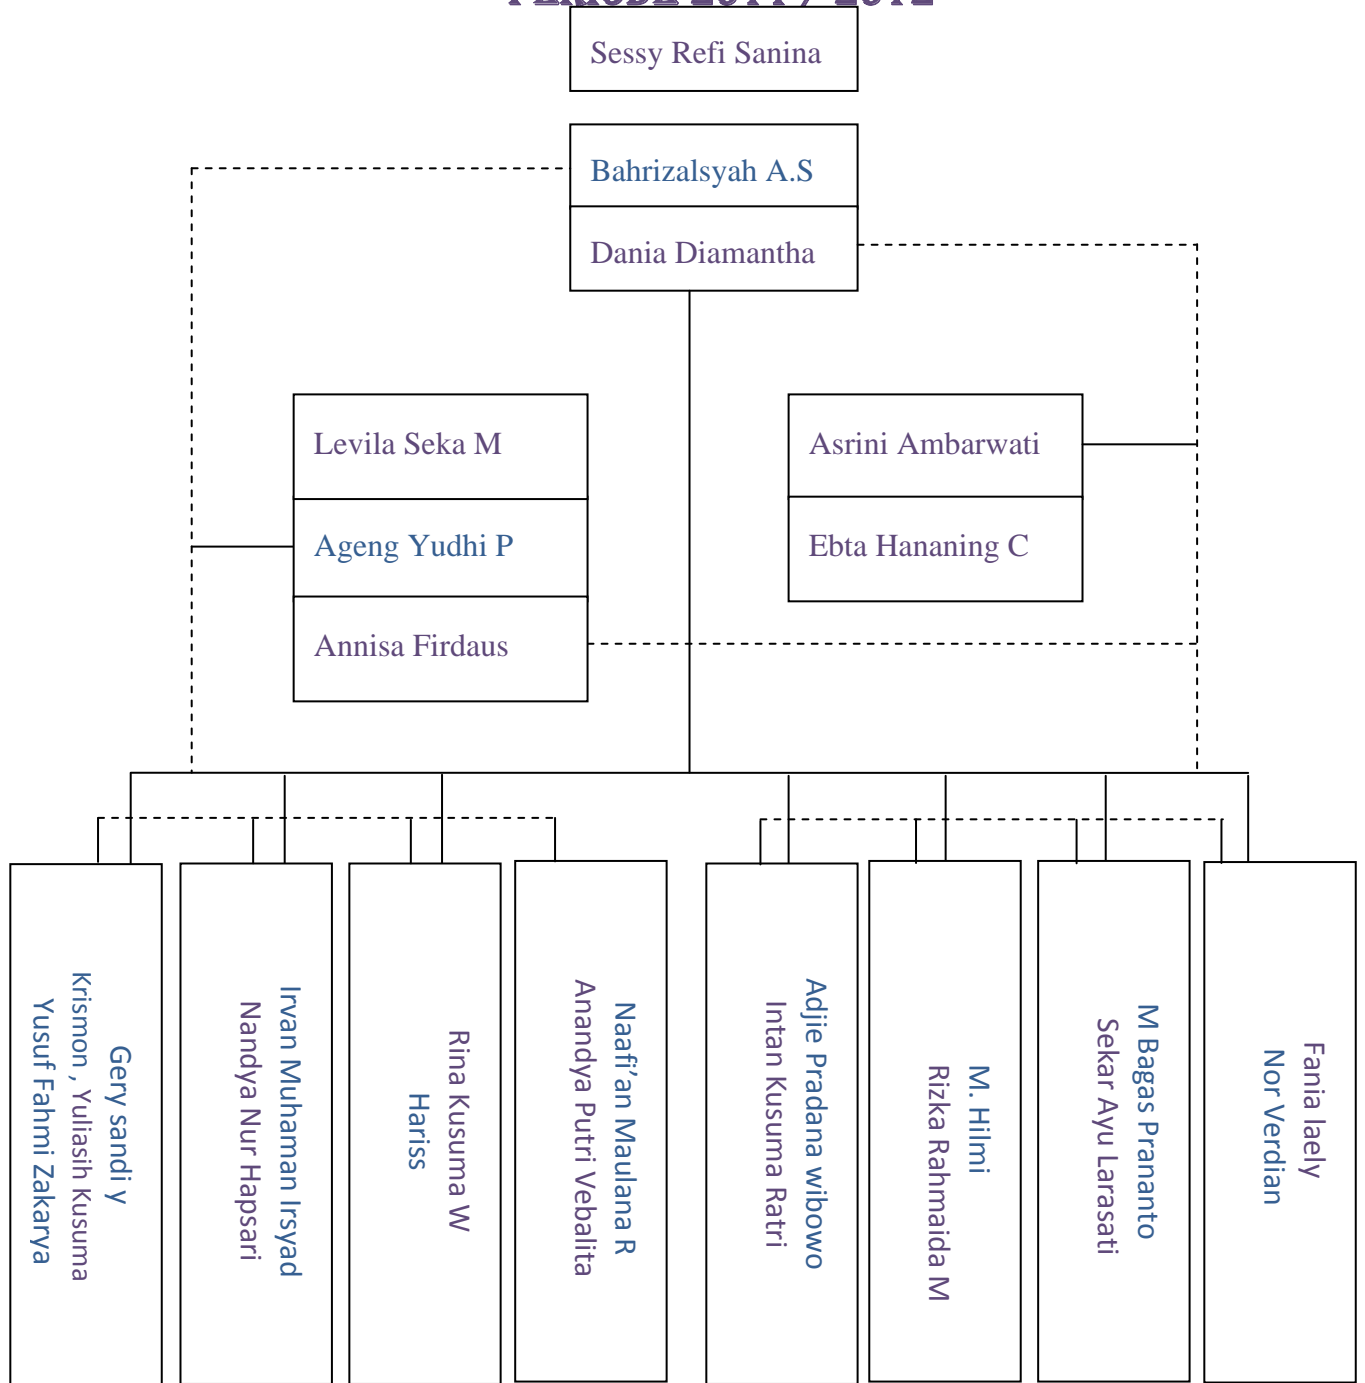 PERIODE 2011 / 2012
Sessy Refi Sanina
Bahrizalsyah A.S
Dania Diamantha
Levila Seka M
Asrini Ambarwati
Ageng Yudhi P
Ebta Hananing C
Annisa Firdaus
Gery sandi y
Krismon , Yuliasih Kusuma
Yusuf Fahmi Zakarya
Irvan Muhaman Irsyad
Nandya Nur Hapsari
Rina Kusuma W
Hariss
Naafi’an Maulana R
Anandya Putri Vebalita
Adjie Pradana wibowo
Intan Kusuma Ratri
M. Hilmi
Rizka Rahmaida M
M Bagas Prananto
Sekar Ayu Larasati
Fania laely
Nor Verdian